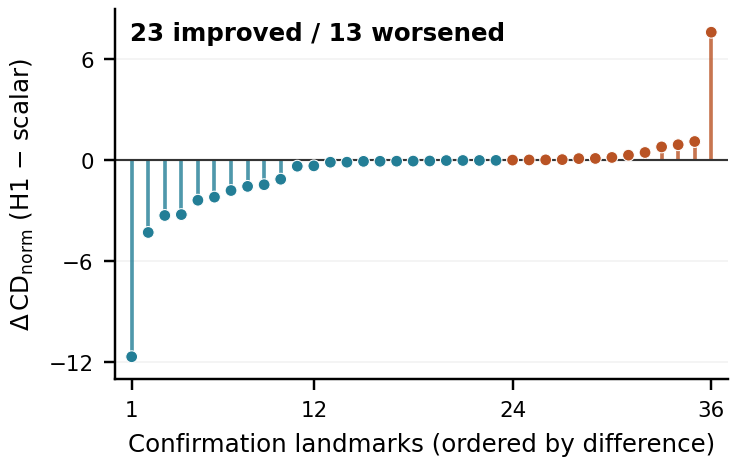 23 improved / 13 worsened
6
0
−6
−12
Δ CDnorm (H1 − scalar)
1 12 24 36
Confirmation landmarks (ordered by difference)